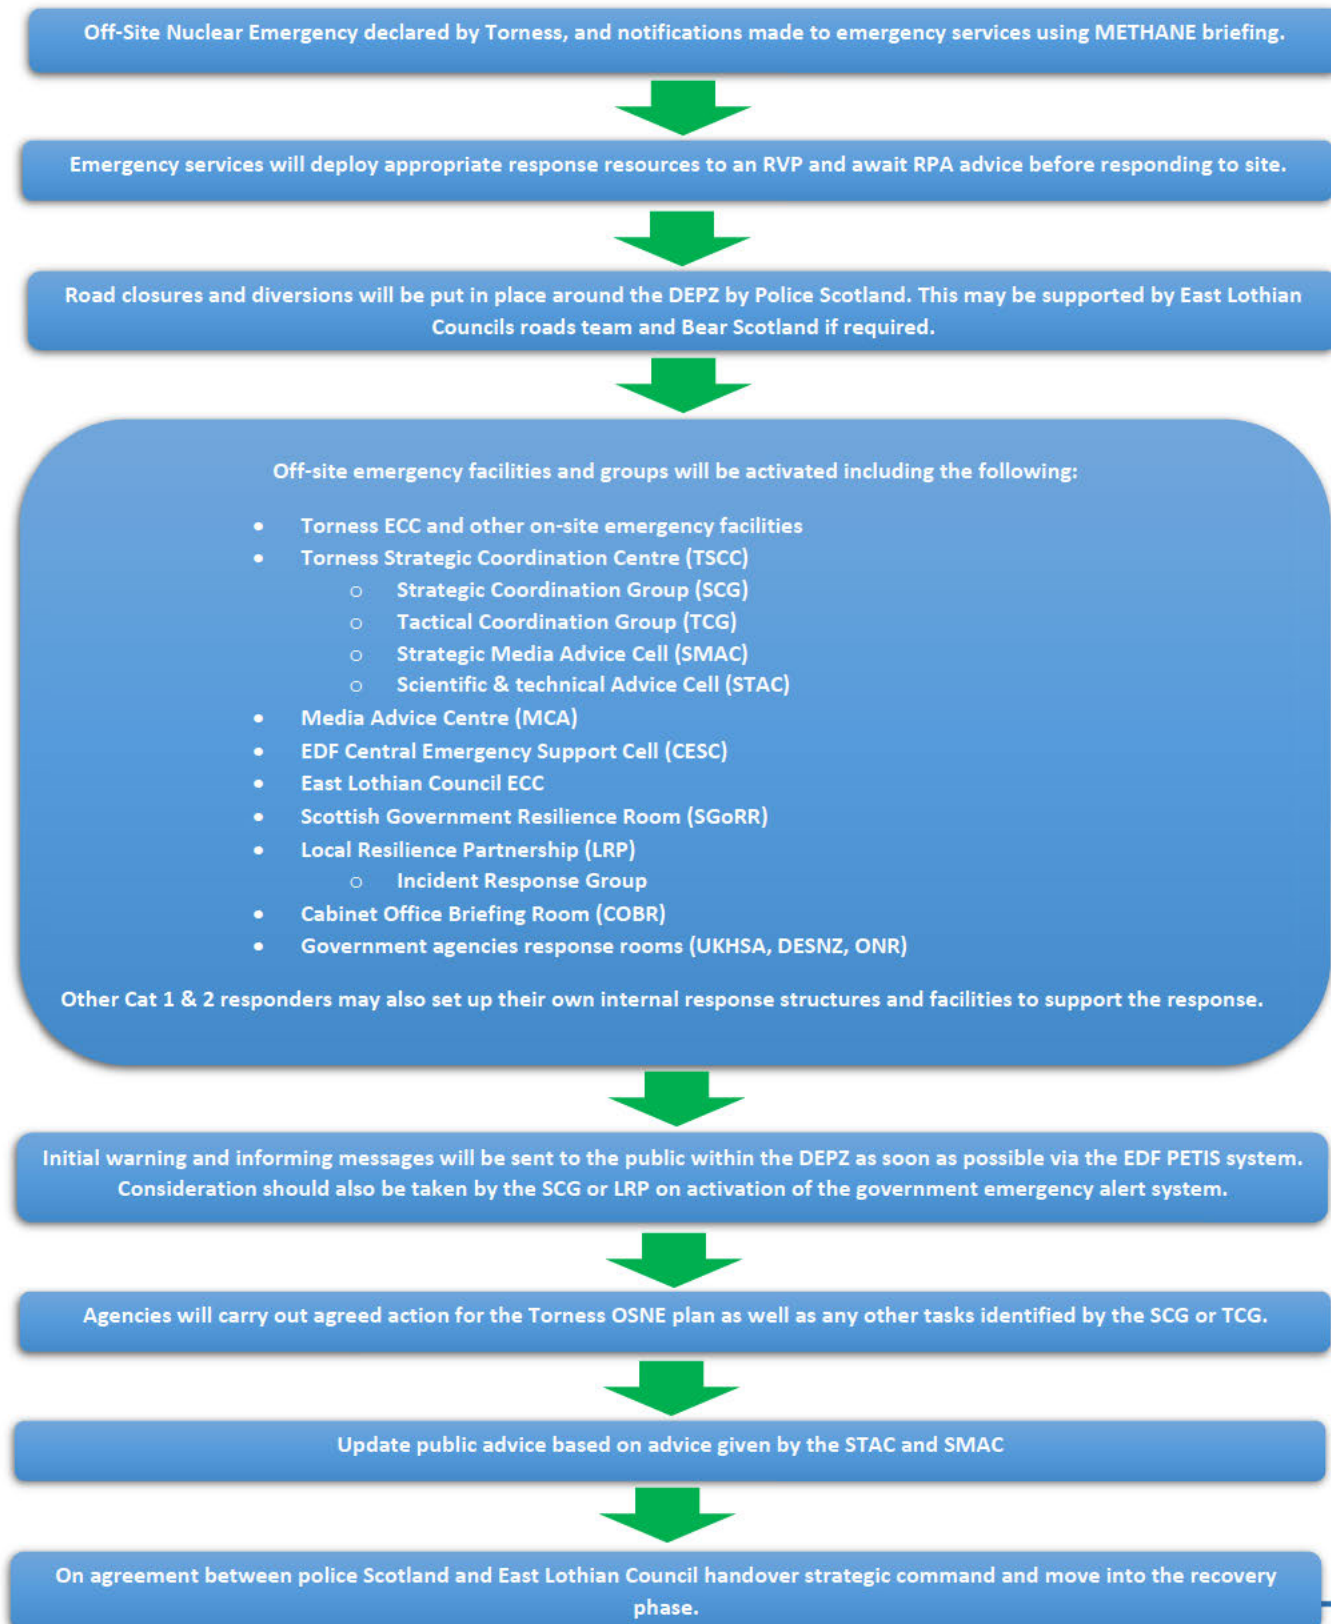 Off-Site Nuclear Emergency declared by Torness, and notifications made to emergency services using METHANE briefing.
Emergency services will deploy appropriate response resources to an RVP and await RPA advice before responding to site.
Road closures and diversions will be put in place around the DEPZ by Police Scotland. This may be supported by East Lothian
Councils roads team and Bear Scotland if required.
Off-site emergency facilities and groups will be activated including the following:
• Torness ECC and other on-site emergency facilities
• Torness Strategic Coordination Centre (TSCC)
o Strategic Coordination Group (SCG)
o Tactical Coordination Group (TCG)
o Strategic Media Advice Cell (SMAC)
o Scientific & technical Advice Cell (STAC)
• Media Advice Centre (MCA)
• EDF Central Emergency Support Cell (CESC)
• East Lothian Council ECC
• Scottish Government Resilience Room (SGoRR)
• Local Resilience Partnership (LRP)
o Incident Response Group
• Cabinet Office Briefing Room (COBR)
• Government agencies response rooms (UKHSA, DESNZ, ONR)
Other Cat 1 & 2 responders may also set up their own internal response structures and facilities to support the response.
Initial warning and informing messages will be sent to the public within the DEPZ as soon as possible via the EDF PETIS system.
Consideration should also be taken by the SCG or LRP on activation of the government emergency alert system.
Agencies will carry out agreed action for the Torness OSNE plan as well as any other tasks identified by the SCG or TCG.
Update public advice based on advice given by the STAC and SMAC
On agreement between police Scotland and East Lothian Council handover strategic command and move into the recovery
phase.